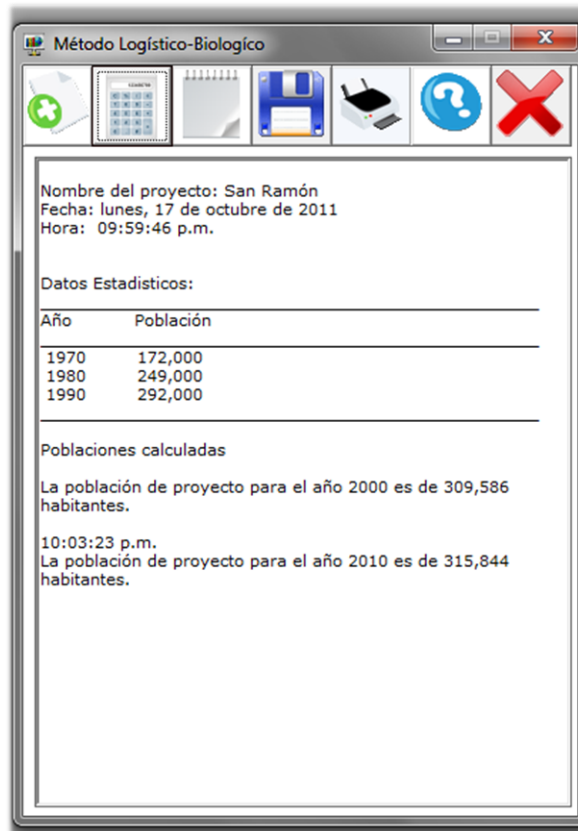 Método Logístico-Biologíco
Nombre del proyecto: San Ramón
Fecha: lunes, 17 de octubre de 2011
Hora: 09:59:46 p.m.
Datos Estadisticos:
Año Población
1970 172,000
1980 249,000
1990 292,000
Poblaciones calculadas
La población de proyecto para el año 2000 es de 309,586
habitantes.
10:03:23 p.m.
La población de proyecto para el año 2010 es de 315,844
habitantes.